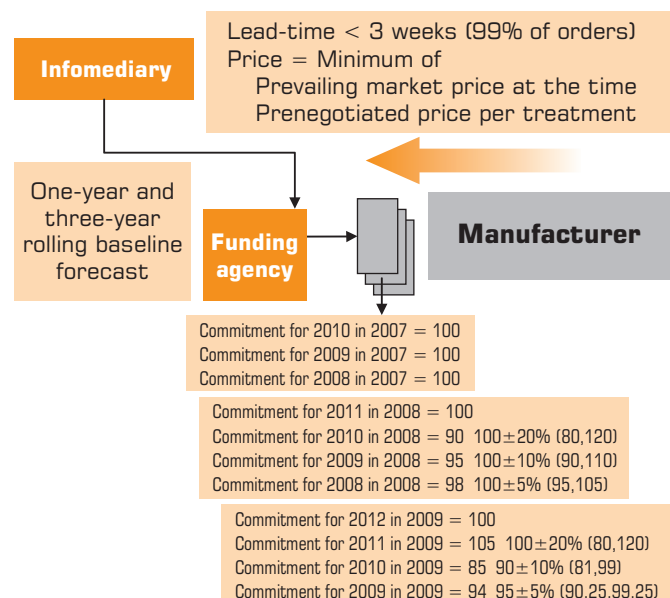 Infomediary
Lead-time < 3 weeks (99% of orders)
Price = Minimum of
Prevailing market price at the time
Prenegotiated price per treatment
One-year and
three-year
rolling baseline
forecast
Funding
agency
Manufacturer
Commitment for 2010 in 2007 = 100
Commitment for 2009 in 2007 = 100
Commitment for 2008 in 2007 = 100
Commitment for 2011 in 2008 = 100
Commitment for 2010 in 2008 = 90 100±20% (80,120)
Commitment for 2009 in 2008 = 95 100±10% (90,110)
Commitment for 2008 in 2008 = 98 100±5% (95,105)
Commitment for 2012 in 2009 = 100
Commitment for 2011 in 2009 = 105 100±20% (80,120)
Commitment for 2010 in 2009 = 85 90±10% (81,99)
Commitment for 2009 in 2009 = 94 95±5% (90,25,99,25)